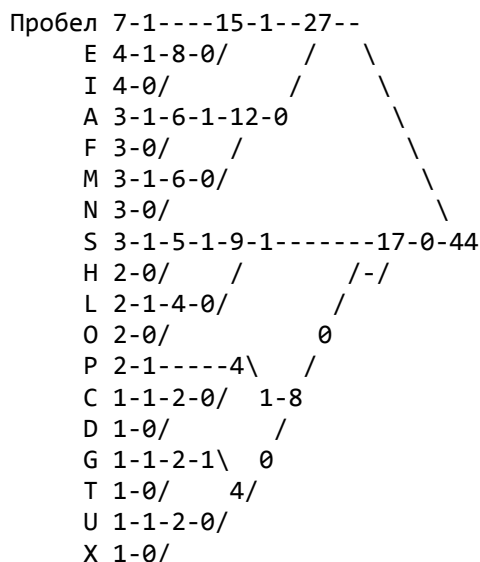 Пробел 7-1----15-1--27--
E 4-1-8-0/      /   \
I 4-0/         /     \
A 3-1-6-1-12-0        \
F 3-0/   /             \
M 3-1-6-0/              \
N 3-0/                   \
S 3-1-5-1-9-1-------17-0-44
H 2-0/   /         /-/
L 2-1-4-0/        /
O 2-0/           0
P 2-1-----4\    /
C 1-1-2-0/  1-8
D 1-0/       /
G 1-1-2-1\  0
T 1-0/    4/
U 1-1-2-0/
X 1-0/